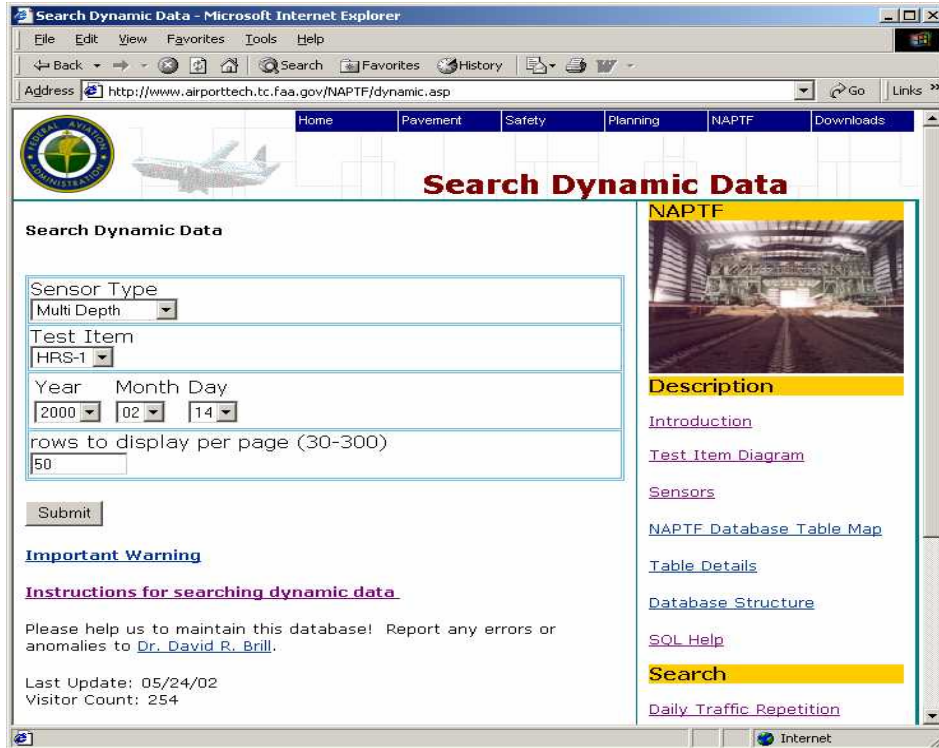 Search Dynamic Data - Microsoft Internet Explorer
File Edit View Favorites Tools Help
Back Search Favorites History
Address http://www.airporttech.tc.faa.gov/NAPTF/dynamic.asp Go Links »
Home Pavement Safety Planning NAPTF Downloads
FEDERAL AVIATION ADMINISTRATION
Search Dynamic Data
Search Dynamic Data
Sensor Type
Multi Depth
Test Item
HRS-1
Year Month Day
2000 02 14
rows to display per page (30-300)
50
Submit
Important Warning
Instructions for searching dynamic data
Please help us to maintain this database! Report any errors or
anomalies to Dr. David R. Brill.
Last Update: 05/24/02
Visitor Count: 254
NAPTF
Description
Introduction
Test Item Diagram
Sensors
NAPTF Database Table Map
Table Details
Database Structure
SQL Help
Search
Daily Traffic Repetition
Internet